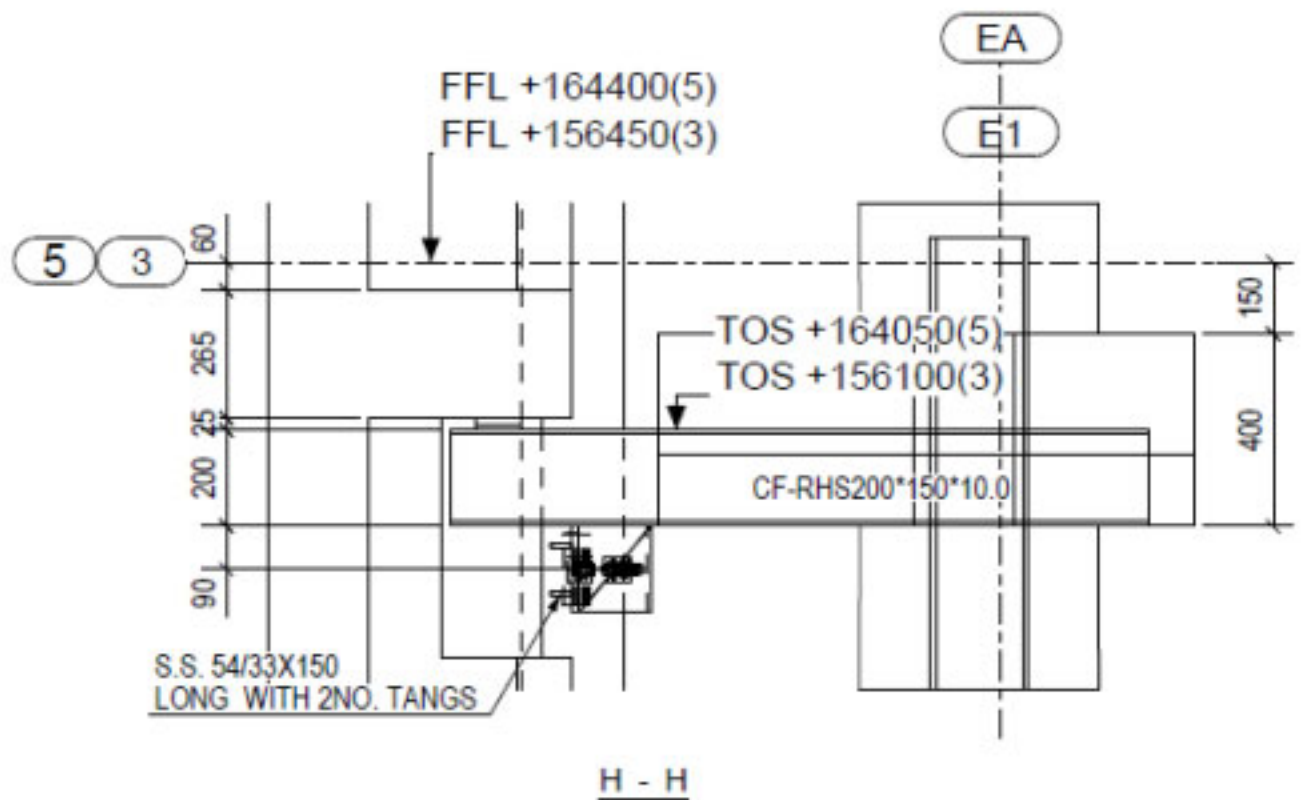 EA
FFL +164400(5)
FFL +156450(3)
E1
5
3
60
150
TOS +164050(5)
TOS +156100(3)
265
25
400
200
CF-RHS200*150*10.0
90
S.S. 54/33X150
LONG WITH 2NO. TANGS
H - H